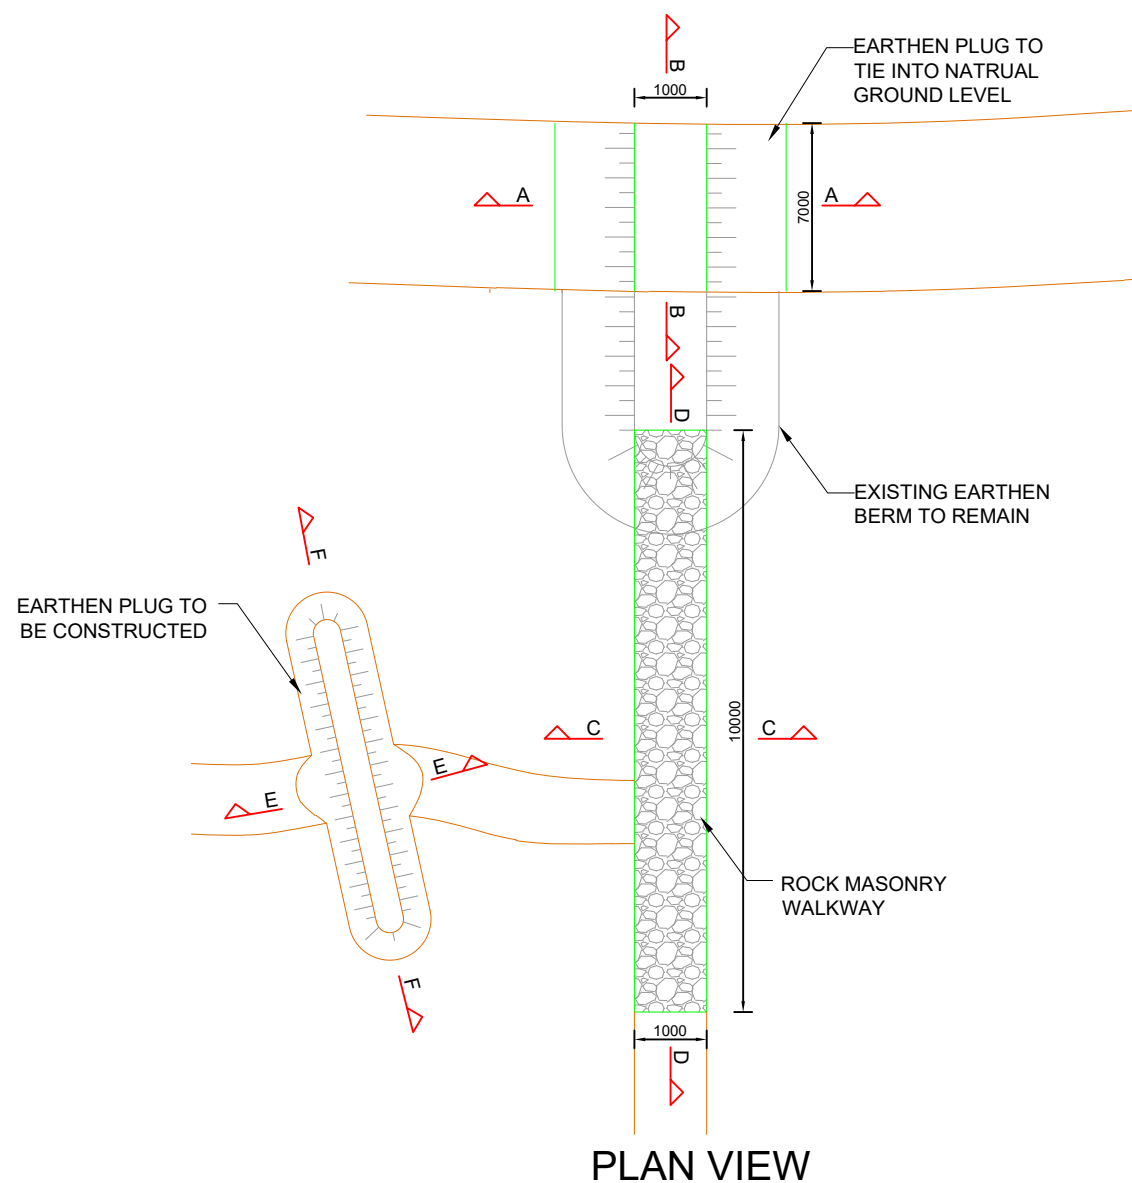 B
1000
EARTHEN PLUG TO
TIE INTO NATRUAL
GROUND LEVEL
A
7000
A
B
D
EXISTING EARTHEN
BERM TO REMAIN
F
EARTHEN PLUG TO
BE CONSTRUCTED
10000
C
C
E
E
ROCK MASONRY
WALKWAY
F
1000
D
PLAN VIEW